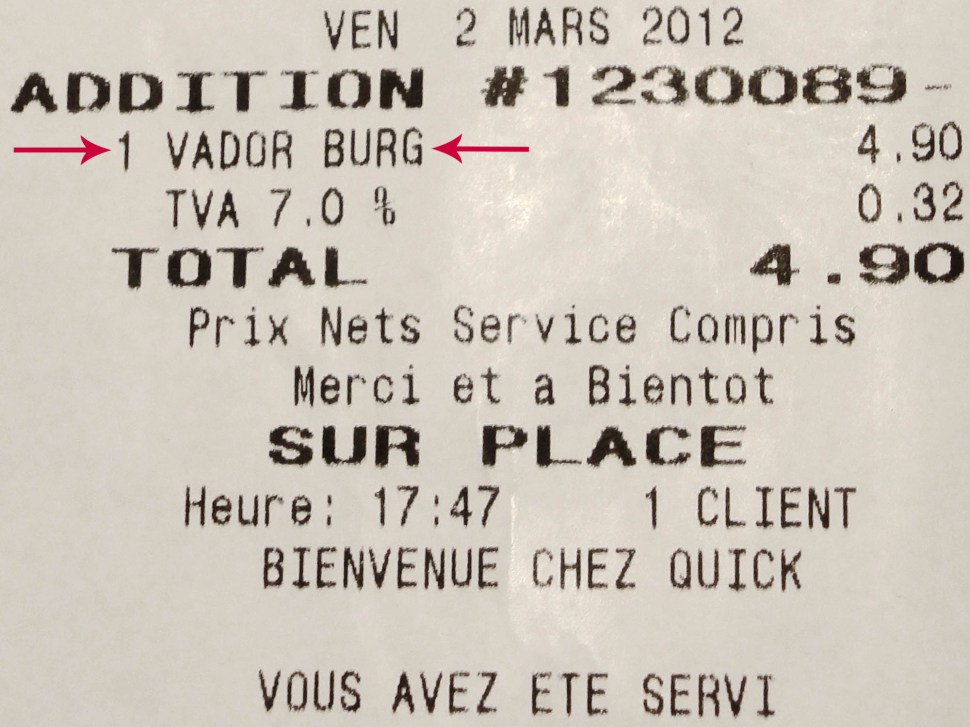 VEN 2 MARS 2012
ADDITION #1230089-
1 VADOR BURG 4.90
TVA 7.0 % 0.32
TOTAL 4.90
Prix Nets Service Compris
Merci et a Bientot
SUR PLACE
Heure: 17:47 1 CLIENT
BIENVENUE CHEZ QUICK
VOUS AVEZ ETE SERVI